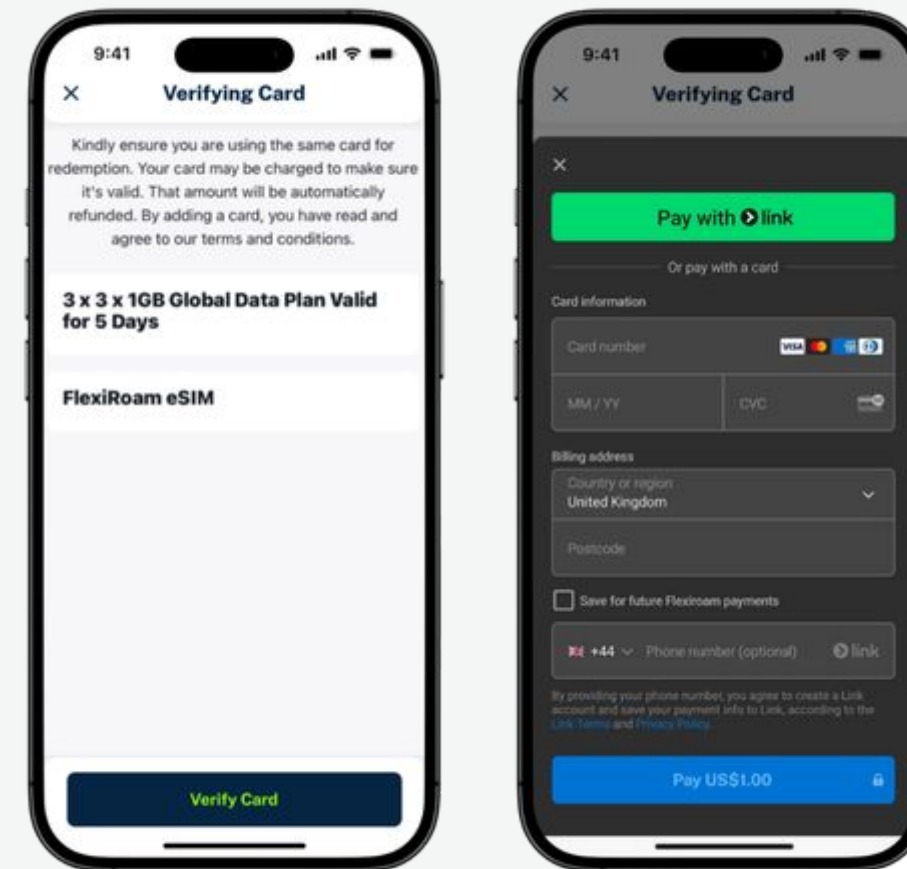 9:41
Verifying Card
Kindly ensure you are using the same card for
redemption. Your card may be charged to make sure
it's valid. That amount will be automatically
refunded. By adding a card, you have read and
agree to our terms and conditions.
3 x 3 x 1GB Global Data Plan Valid
for 5 Days
FlexiRoam eSIM
Verify Card
9:41
Verifying Card
Pay with link
Or pay with a card
Card information
Card number
VISA
MM / YY
CVC
Billing address
Country or region
United Kingdom
Postcode
Save for future Flexiroam payments
+44 Phone number (optional) link
By providing your phone number, you agree to create a Link
account and save your payment info to Link, according to the
Link Terms and Privacy Policy.
Pay US$1.00